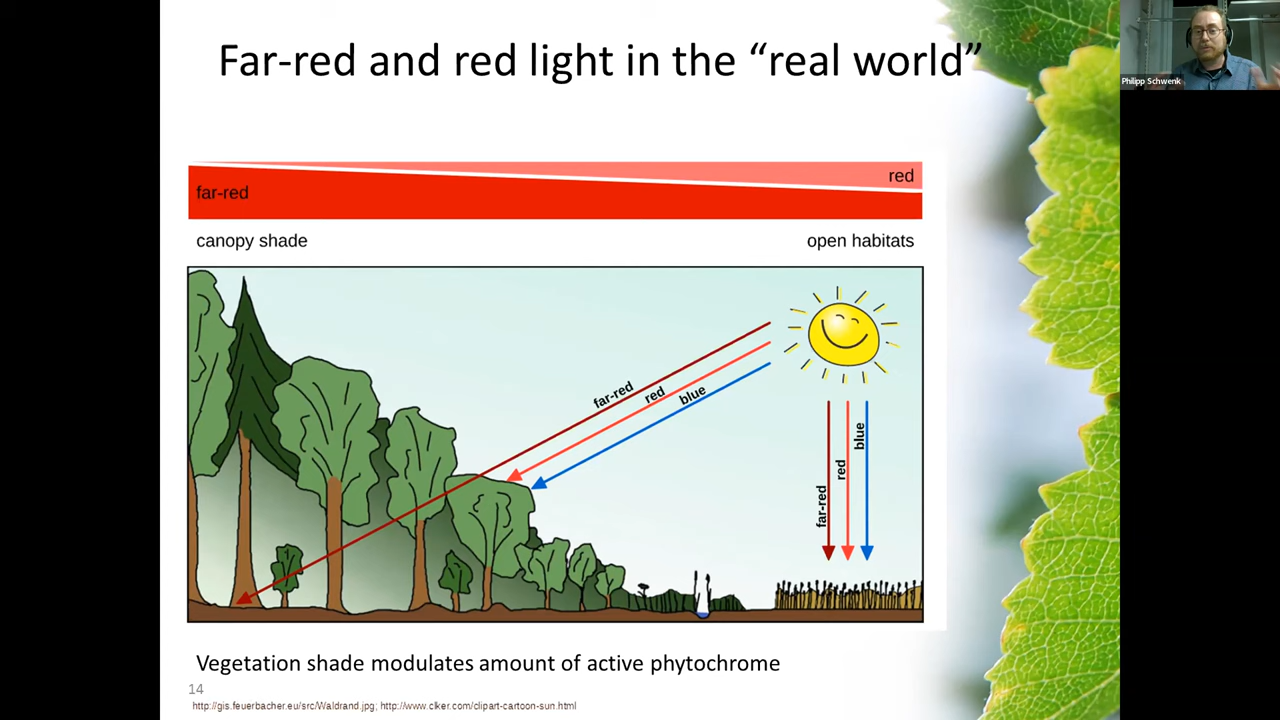 Far-red and red light in the “real world”
Philipp Schwenk
red
far-red
canopy shade
open habitats
far-red
red
blue
far-red
red
blue
Vegetation shade modulates amount of active phytochrome
14
http://gis.feuerbacher.eu/src/Waldrand.jpg; http://www.clker.com/clipart-cartoon-sun.html